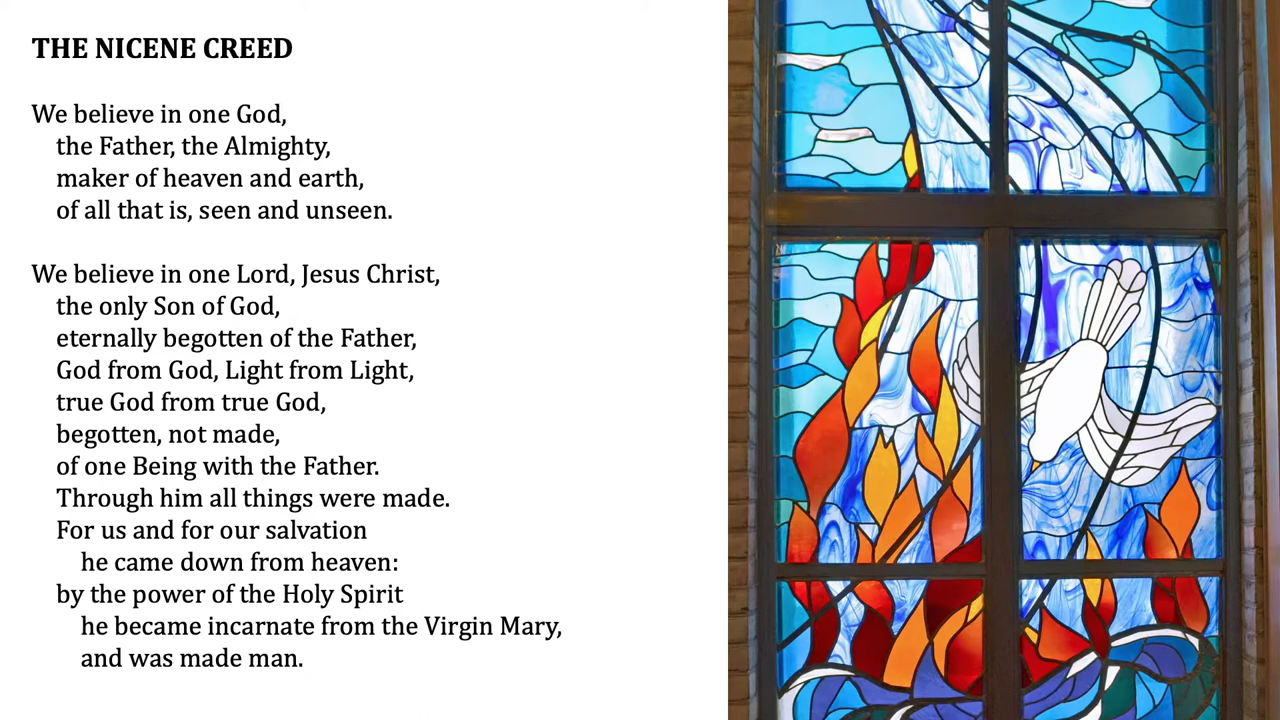 THE NICENE CREED
We believe in one God,
the Father, the Almighty,
maker of heaven and earth,
of all that is, seen and unseen.
We believe in one Lord, Jesus Christ,
the only Son of God,
eternally begotten of the Father,
God from God, Light from Light,
true God from true God,
begotten, not made,
of one Being with the Father.
Through him all things were made.
For us and for our salvation
he came down from heaven:
by the power of the Holy Spirit
he became incarnate from the Virgin Mary,
and was made man.